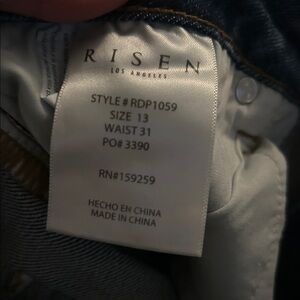 RISEN
LOS ANGELES
STYLE # RDP1059
SIZE 13
WAIST 31
PO# 3390
RN#159259
HECHO EN CHINA
MADE IN CHINA